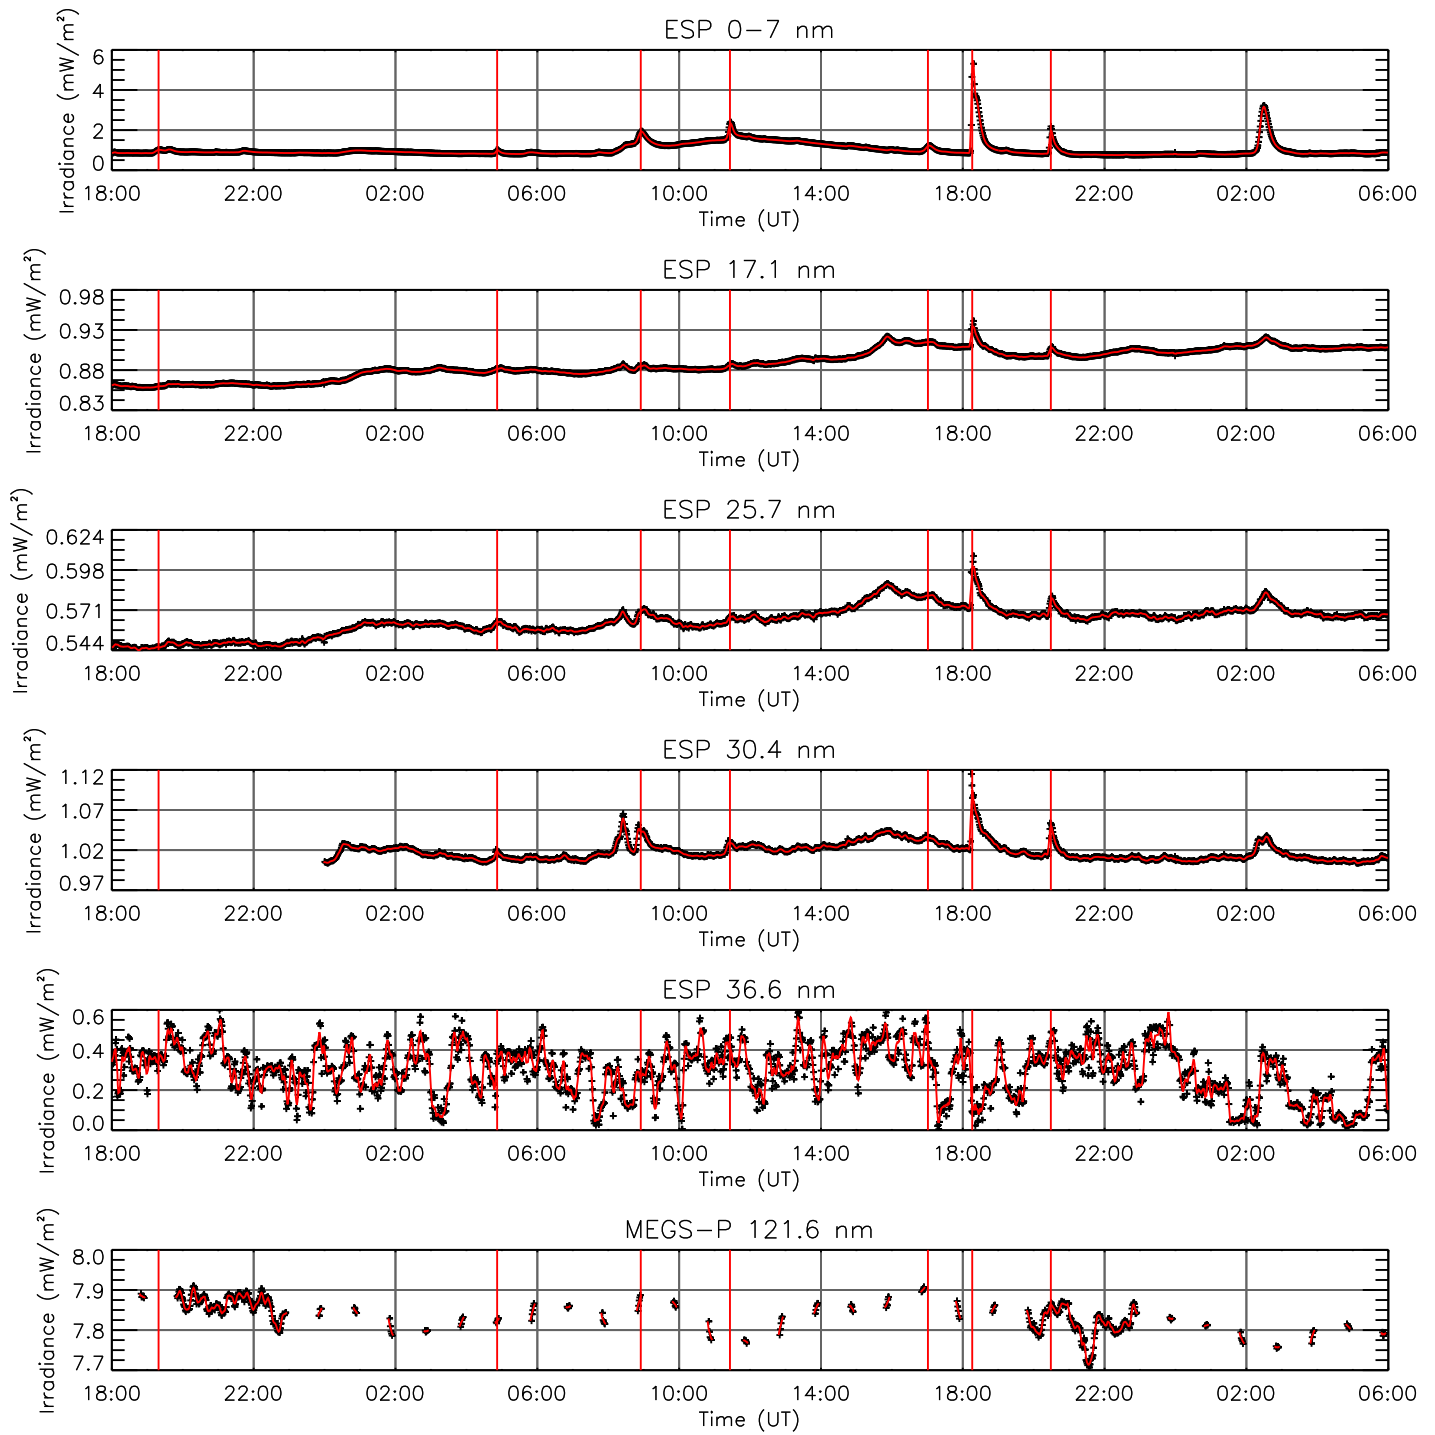 ESP 0-7 nm
Irradiance (mW/m²)
6
4
2
0
18:00 22:00 02:00 06:00 10:00 14:00 18:00 22:00 02:00 06:00
Time (UT)
ESP 17.1 nm
Irradiance (mW/m²)
0.98
0.93
0.88
0.83
18:00 22:00 02:00 06:00 10:00 14:00 18:00 22:00 02:00 06:00
Time (UT)
ESP 25.7 nm
Irradiance (mW/m²)
0.624
0.598
0.571
0.544
18:00 22:00 02:00 06:00 10:00 14:00 18:00 22:00 02:00 06:00
Time (UT)
ESP 30.4 nm
Irradiance (mW/m²)
1.12
1.07
1.02
0.97
18:00 22:00 02:00 06:00 10:00 14:00 18:00 22:00 02:00 06:00
Time (UT)
ESP 36.6 nm
Irradiance (mW/m²)
0.6
0.4
0.2
0.0
18:00 22:00 02:00 06:00 10:00 14:00 18:00 22:00 02:00 06:00
Time (UT)
MEGS-P 121.6 nm
Irradiance (mW/m²)
8.0
7.9
7.8
7.7
18:00 22:00 02:00 06:00 10:00 14:00 18:00 22:00 02:00 06:00
Time (UT)